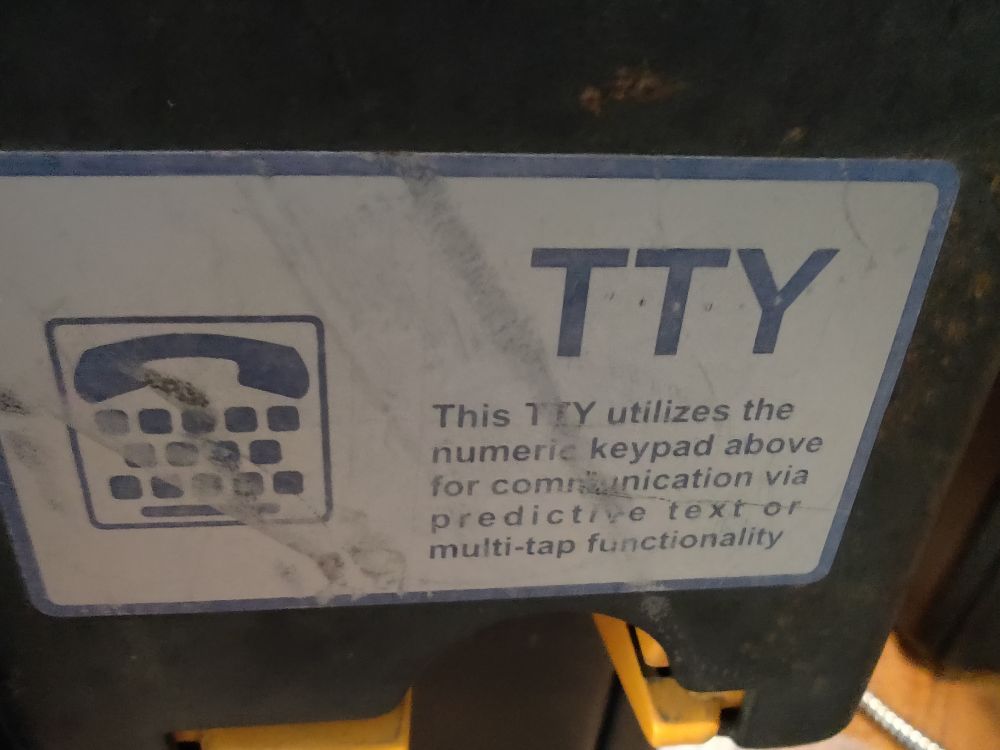 TTY
This TTY utilizes the
numeric keypad above
for communication via
predictive text or
multi-tap functionality